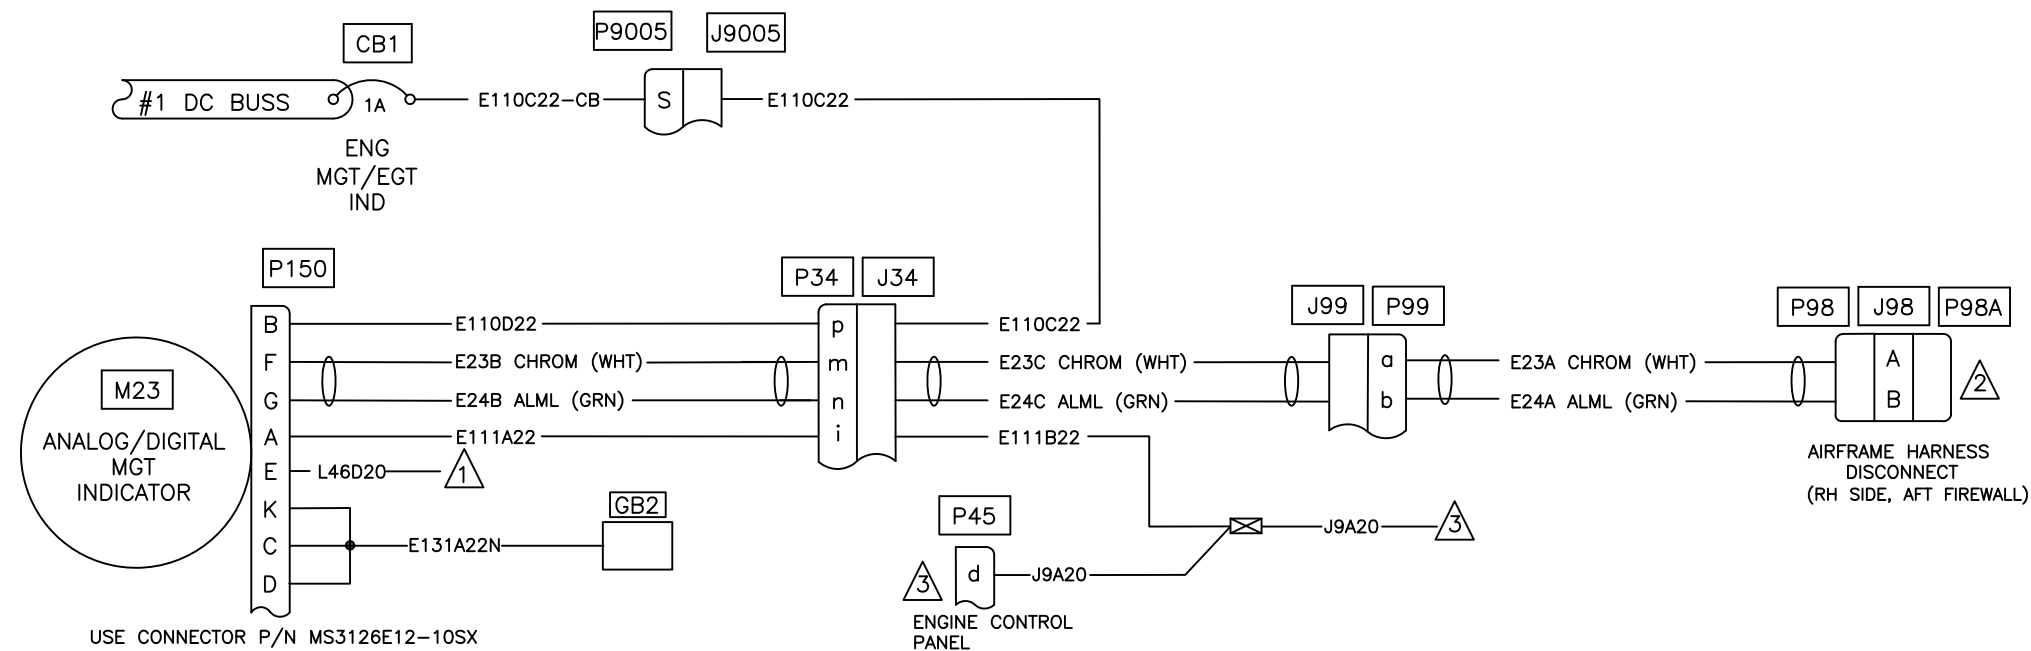 CB1
P9005
J9005
#1 DC BUSS
1A
E110C22-CB
S
E110C22
ENG
MGT/EGT
IND
P150
P34
J34
J99
P99
P98
J98
P98A
B
E110D22
p
E110C22
F
E23B CHROM (WHT)
m
E23C CHROM (WHT)
a
E23A CHROM (WHT)
A
2
M23
G
E24B ALML (GRN)
n
E24C ALML (GRN)
b
E24A ALML (GRN)
B
ANALOG/DIGITAL
MGT
INDICATOR
A
E111A22
i
E111B22
AIRFRAME HARNESS
DISCONNECT
(RH SIDE, AFT FIREWALL)
E
L46D20
1
K
GB2
P45
J9A20
3
C
E131A22N
D
3
d
J9A20
ENGINE CONTROL
PANEL
USE CONNECTOR P/N MS3126E12-10SX